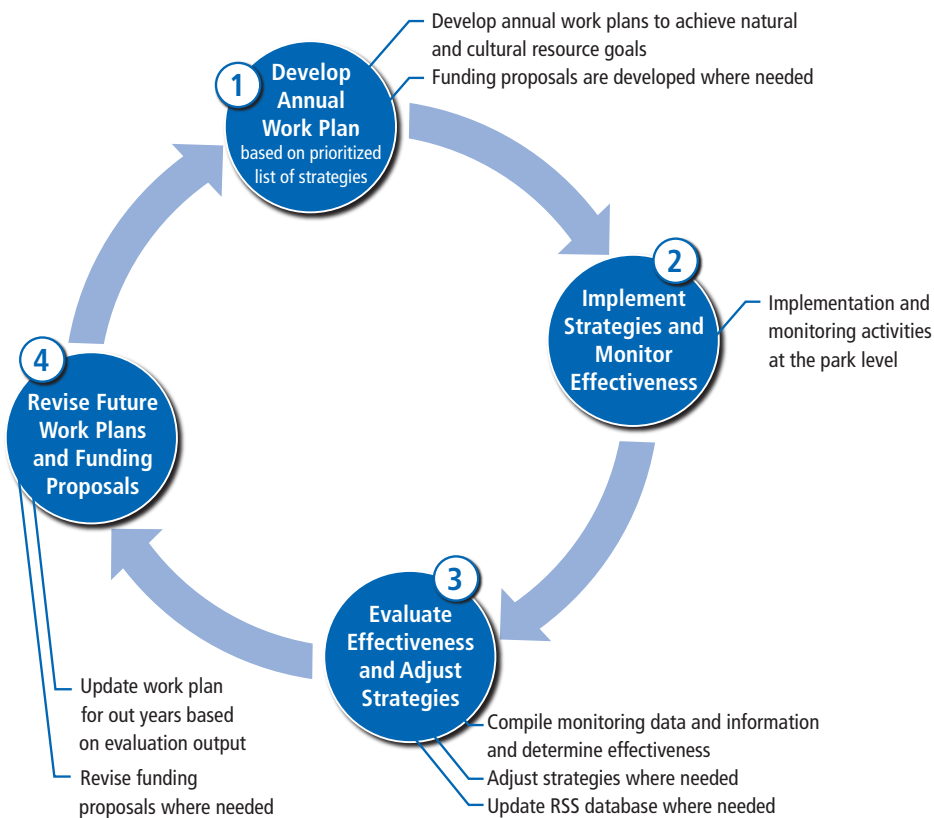 1
Develop
Annual
Work Plan
based on prioritized
list of strategies
Develop annual work plans to achieve natural
and cultural resource goals
Funding proposals are developed where needed
2
Implement
Strategies and
Monitor
Effectiveness
Implementation and
monitoring activities
at the park level
3
Evaluate
Effectiveness
and Adjust
Strategies
Compile monitoring data and information
and determine effectiveness
Adjust strategies where needed
Update RSS database where needed
4
Revise Future
Work Plans
and Funding
Proposals
Update work plan
for out years based
on evaluation output
Revise funding
proposals where needed